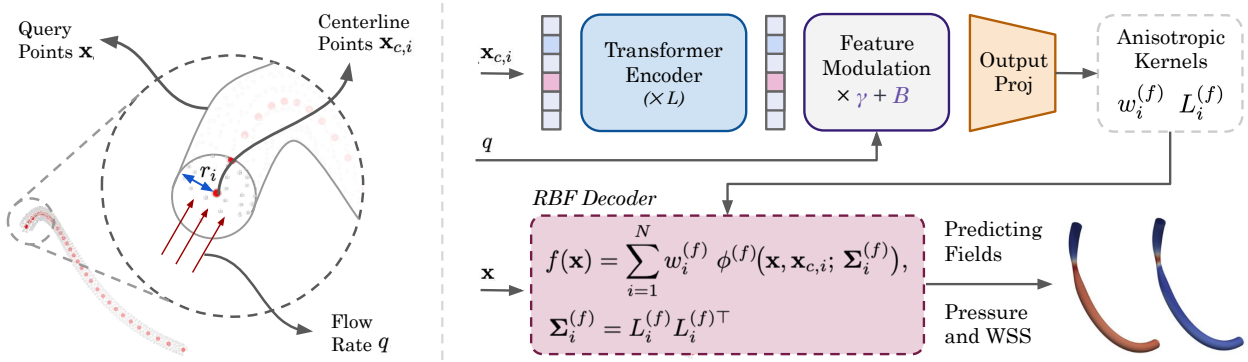 Query
Points x
Centerline
Points x_{c,i}
r_i
Flow
Rate q
x_{c,i}
Transformer
Encoder
(× L)
Feature
Modulation
× γ + B
Output
Proj
Anisotropic
Kernels
w_i^{(f)} L_i^{(f)}
q
RBF Decoder
x
f(x) = \sum_{i=1}^{N} w_i^{(f)} ϕ^{(f)}(x, x_{c,i}; Σ_i^{(f)}),
Σ_i^{(f)} = L_i^{(f)} L_i^{(f)⊤}
Predicting
Fields
Pressure
and WSS